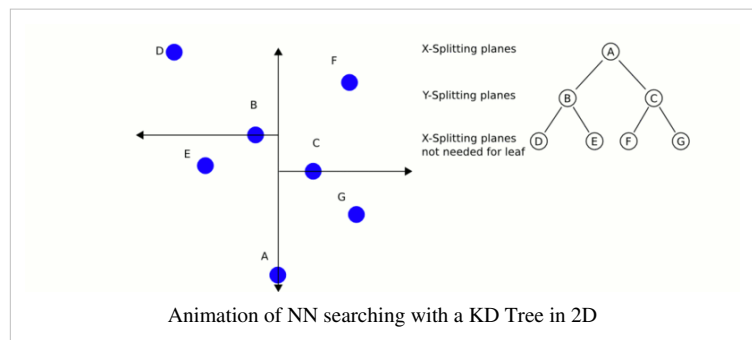 D
F
B
C
E
G
A
X-Splitting planes
A
Y-Splitting planes
B
C
X-Splitting planes
not needed for leaf
D
E
F
G
Animation of NN searching with a KD Tree in 2D